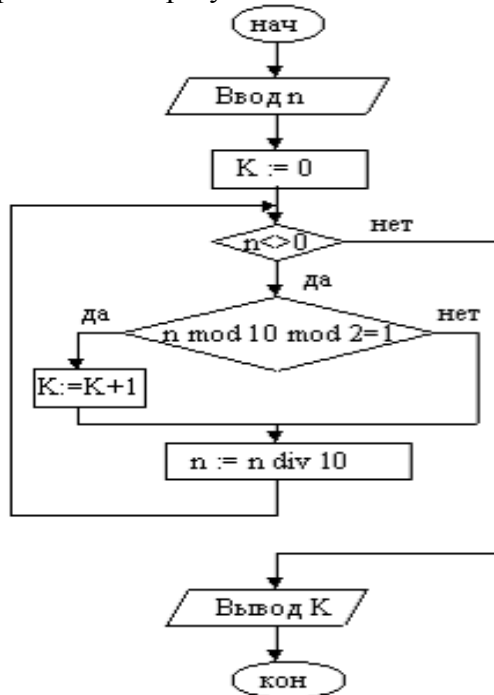 нач
Ввод n
K := 0
n<>0
нет
да
n mod 10 mod 2=1
да
нет
K:=K+1
n := n div 10
Вывод K
кон